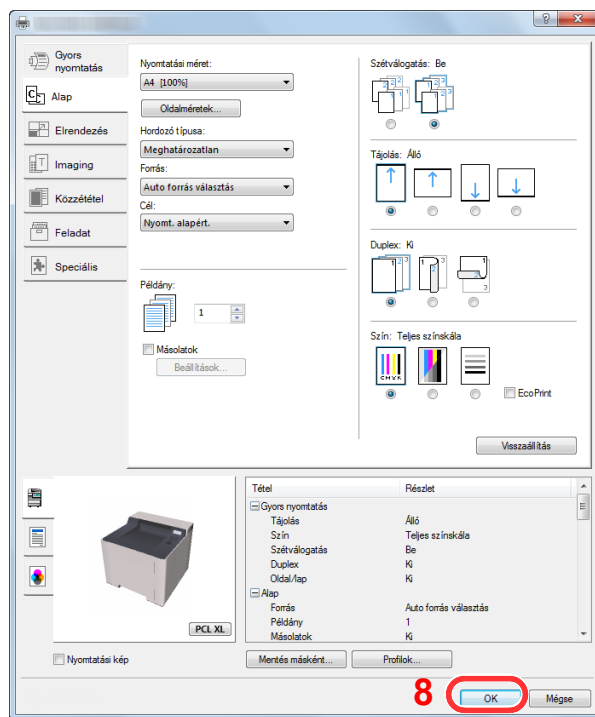 Gyors
nyomtatás
Alap
Elrendezés
Imaging
Közzététel
Feladat
Speciális
Nyomtatási méret:
A4 [100%]
Oldalméretek...
Hordozó típusa:
Meghatározatlan
Forrás:
Auto forrás választás
Cél:
Nyomt. alapért.
Példány:
1
Másolatok
Beállítások...
Szétválogatás: Be
Tájolás: Álló
Duplex: Ki
Szín: Teljes színskála
CMYK
EcoPrint
Visszaállítás
PCL XL
Nyomtatási kép
Tétel Részlet
Gyors nyomtatás
Tájolás Álló
Szín Teljes színskála
Szétválogatás Be
Duplex Ki
Oldal/lap Ki
Alap
Forrás Auto forrás választás
Példány 1
Másolatok Ki
Mentés másként... Profilok...
8 OK Mégse